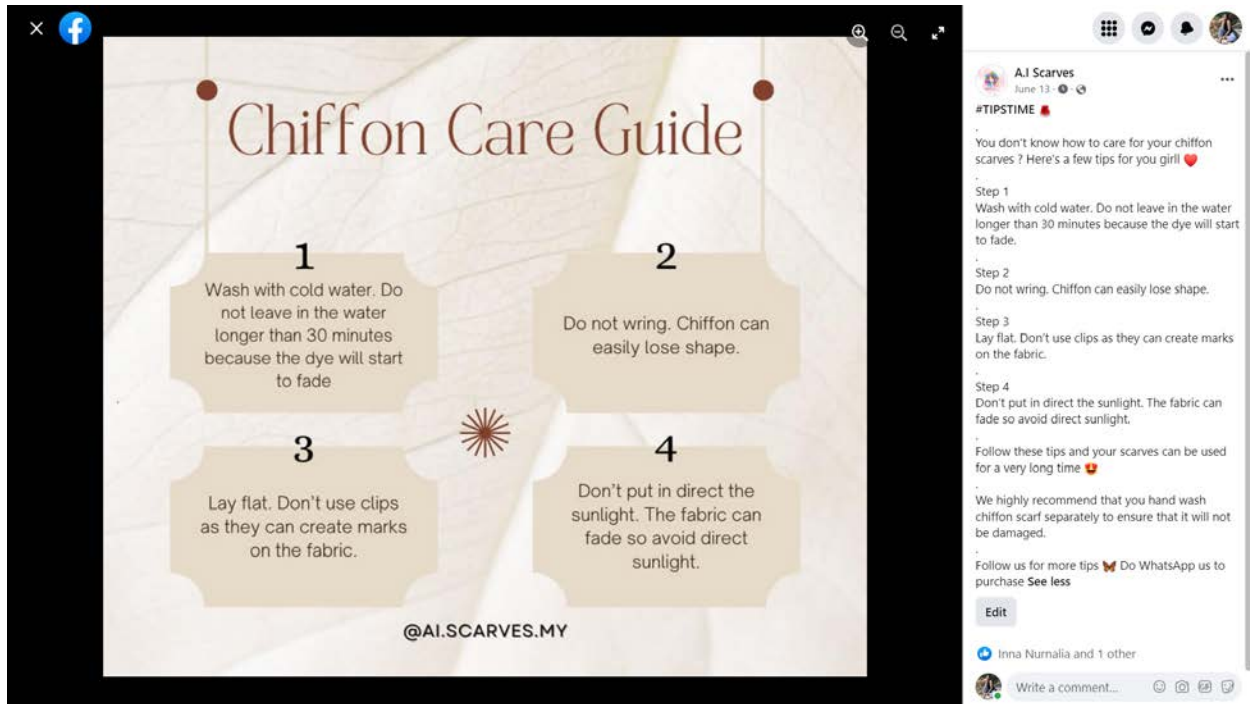 Chiffon Care Guide
1
Wash with cold water. Do
not leave in the water
longer than 30 minutes
because the dye will start
to fade
2
Do not wring. Chiffon can
easily lose shape.
3
Lay flat. Don't use clips
as they can create marks
on the fabric.
4
Don't put in direct the
sunlight. The fabric can
fade so avoid direct
sunlight.
@AI.SCARVES.MY
A.I Scarves
June 13
#TIPSTIME
.
You don't know how to care for your chiffon
scarves ? Here's a few tips for you girll ❤️
.
Step 1
Wash with cold water. Do not leave in the water
longer than 30 minutes because the dye will start
to fade.
.
Step 2
Do not wring. Chiffon can easily lose shape.
.
Step 3
Lay flat. Don't use clips as they can create marks
on the fabric.
.
Step 4
Don't put in direct the sunlight. The fabric can
fade so avoid direct sunlight.
.
Follow these tips and your scarves can be used
for a very long time 😍
.
We highly recommend that you hand wash
chiffon scarf separately to ensure that it will not
be damaged.
.
Follow us for more tips 🦋 Do WhatsApp us to
purchase See less
Edit
Inna Nurnalia and 1 other
Write a comment...